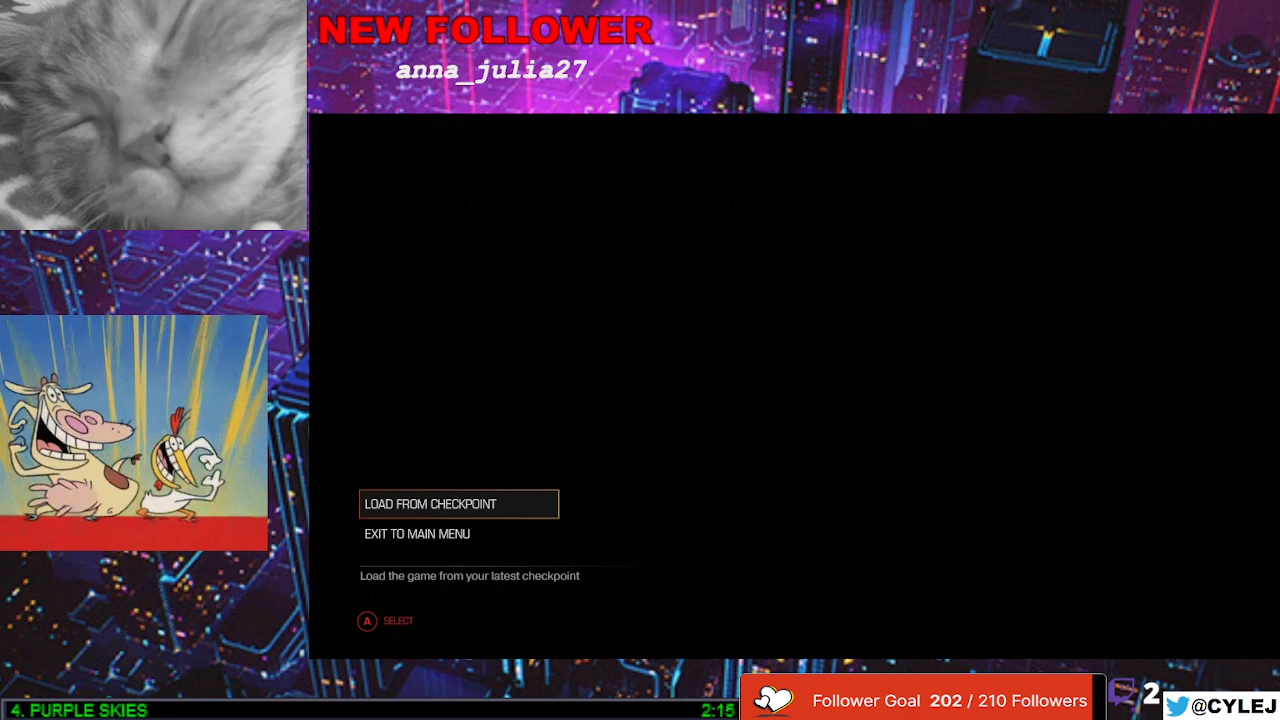 NEW FOLLOWER
anna_julia27
LOAD FROM CHECKPOINT
EXIT TO MAIN MENU
Load the game from your latest checkpoint
A SELECT
4. PURPLE SKIES 2:15
Follower Goal 202 / 210 Followers
2
@CYLEJ